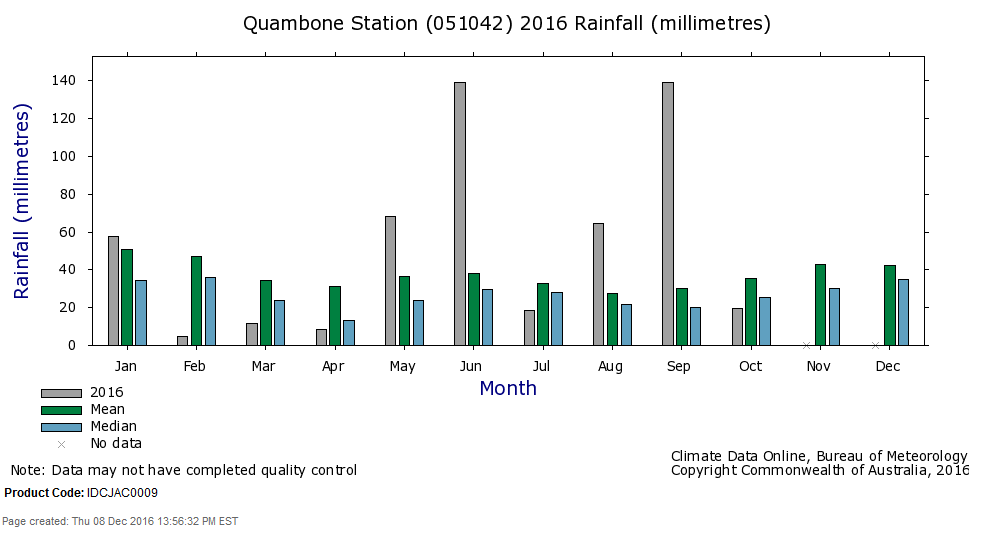 Quambone Station (051042) 2016 Rainfall (millimetres)
Rainfall (millimetres)
140
120
100
80
60
40
20
0
Jan Feb Mar Apr May Jun Jul Aug Sep Oct Nov Dec
Month
2016
Mean
Median
No data
Note: Data may not have completed quality control
Climate Data Online, Bureau of Meteorology
Copyright Commonwealth of Australia, 2016
Product Code: IDCJAC0009
Page created: Thu 08 Dec 2016 13:56:32 PM EST